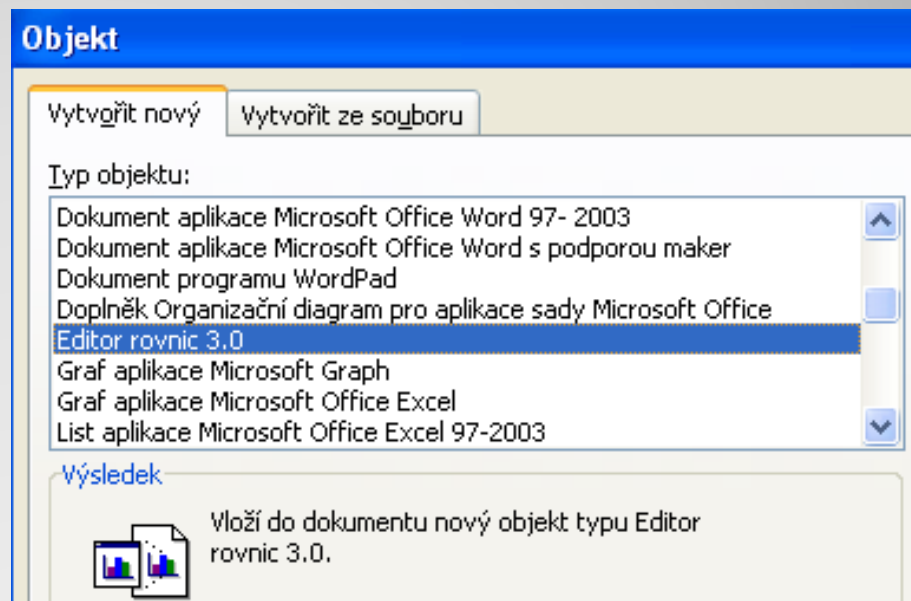 Objekt
Vytvořit nový
Vytvořit ze souboru
Typ objektu:
Dokument aplikace Microsoft Office Word 97- 2003
Dokument aplikace Microsoft Office Word s podporou maker
Dokument programu WordPad
Doplněk Organizační diagram pro aplikace sady Microsoft Office
Editor rovnic 3.0
Graf aplikace Microsoft Graph
Graf aplikace Microsoft Office Excel
List aplikace Microsoft Office Excel 97-2003
Výsledek
Vloží do dokumentu nový objekt typu Editor
rovnic 3.0.